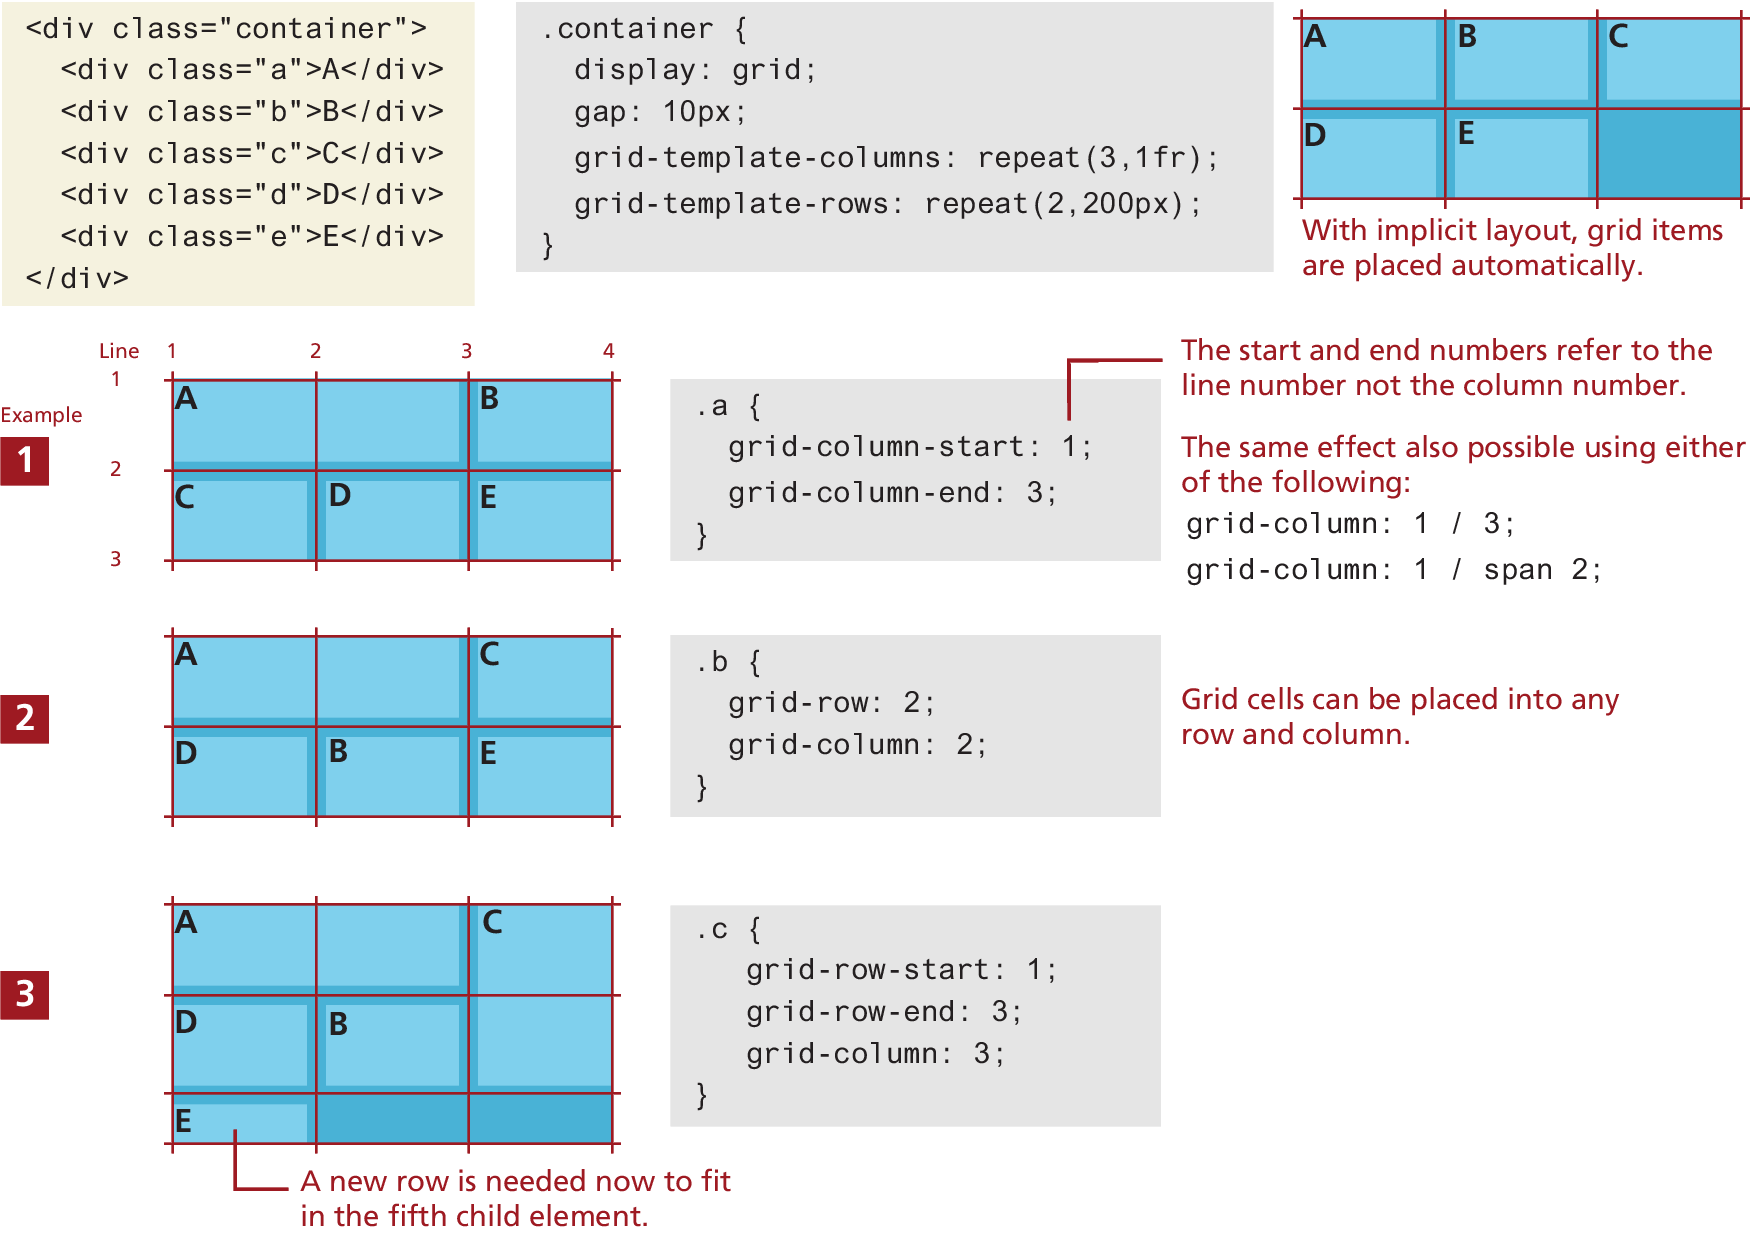 <div class="container">
<div class="a">A</div>
<div class="b">B</div>
<div class="c">C</div>
<div class="d">D</div>
<div class="e">E</div>
</div>
.container {
display: grid;
gap: 10px;
grid-template-columns: repeat(3,1fr);
grid-template-rows: repeat(2,200px);
}
A B C
D E
With implicit layout, grid items
are placed automatically.
Line 1 2 3 4
1
2
3
Example
1
A B
C D E
.a {
grid-column-start: 1;
grid-column-end: 3;
}
The start and end numbers refer to the
line number not the column number.
The same effect also possible using either
of the following:
grid-column: 1 / 3;
grid-column: 1 / span 2;
2
A C
D B E
.b {
grid-row: 2;
grid-column: 2;
}
Grid cells can be placed into any
row and column.
3
A C
D B
E
.c {
grid-row-start: 1;
grid-row-end: 3;
grid-column: 3;
}
A new row is needed now to fit
in the fifth child element.